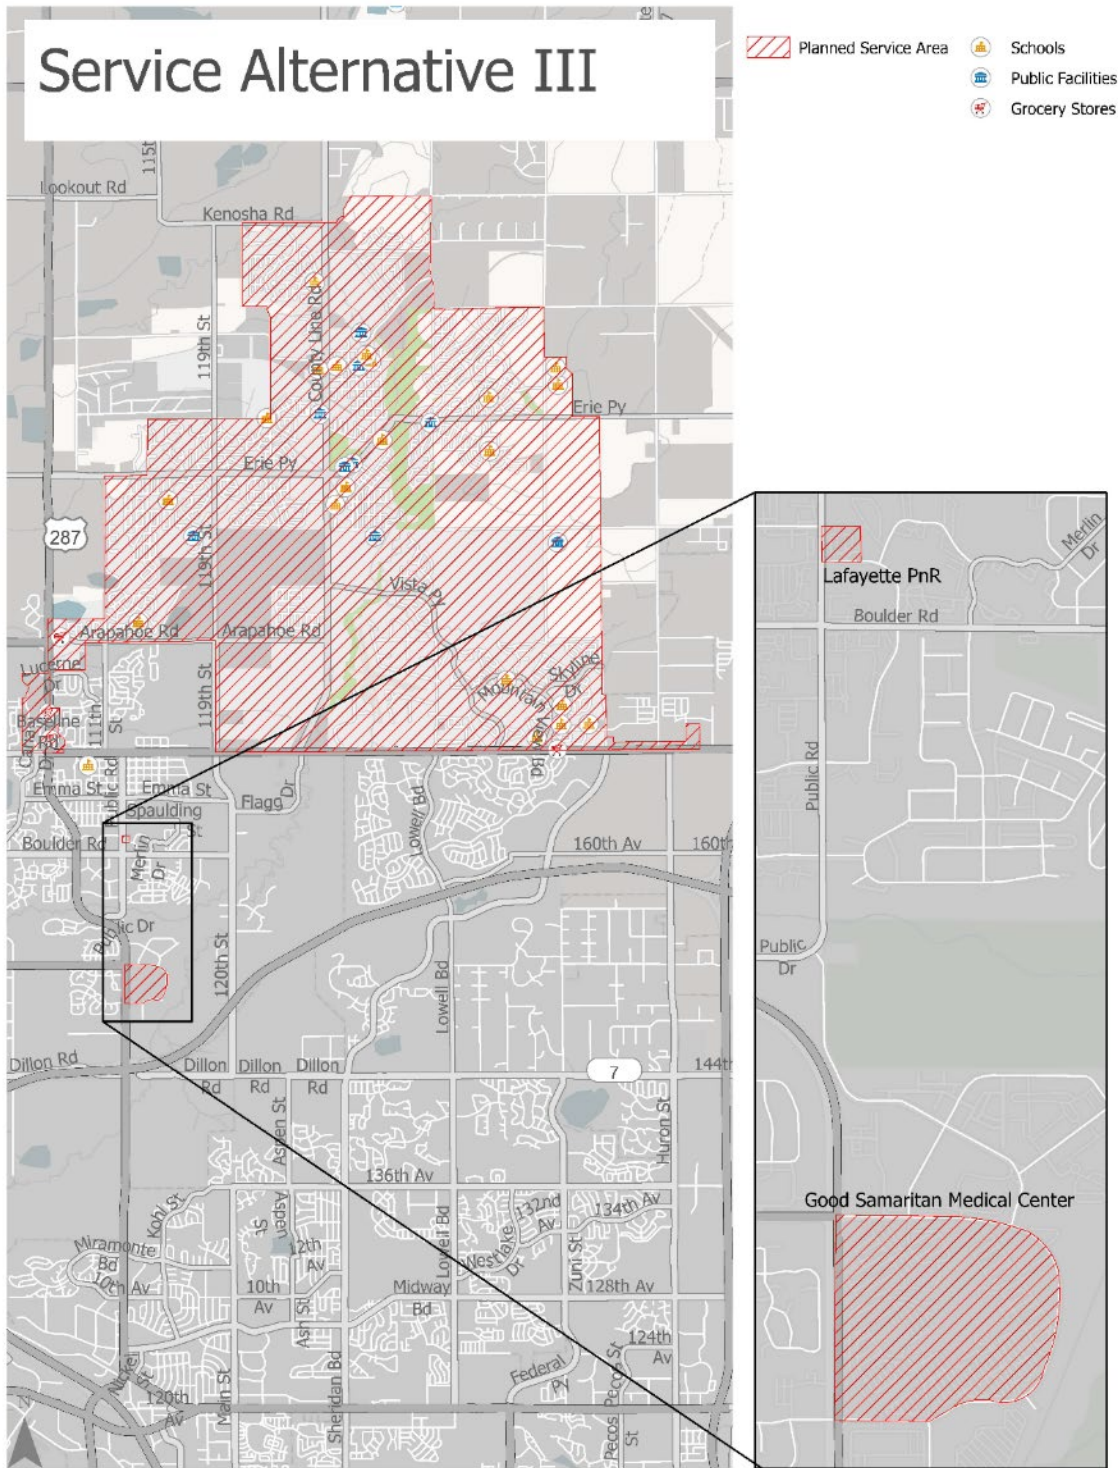 Service Alternative III
Planned Service Area
Schools
Public Facilities
Grocery Stores
115t
Lookout Rd
Kenosha Rd
County Line Rd
119th St
Erie Py
Erie Py
287
119th St
Vista Py
Arapahoe Rd
Arapahoe Rd
Lucerne
Dr
Skyline
Dr
Mountain View Bd
111th
St
119th St
Baseline
Rd
Emma St
Public Rd
Emma St
Spaulding
St
Flagg Dr
Lowell Bd
Boulder Rd
Merlin
Dr
160th Av
160th
Public Dr
120th St
Lowell Bd
Dillon Rd
Dillon
Rd
Dillon
Rd
Dillon
Rd
7
144th
Aspen St
Huron St
136th Av
Kohl St
Aspen
St
132nd
Av
134th Av
Miramonte
Bd
12th
Av
Lowell Bd
Westlake
Dr
Zuni St
10th Av
10th
Av
Midway
Bd
128th Av
Ash St
124th
Av
Nickel
St
Federal
Py
120th
Av
Main St
Sheridan Bd
Pecos St
Pecos
St
N
Merlin
Dr
Lafayette PnR
Boulder Rd
Public Rd
Public
Dr
Good Samaritan Medical Center